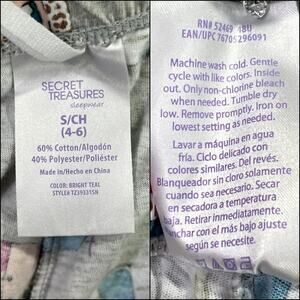 SECRET
TREASURES
sleepwear
S/CH
(4-6)
60% Cotton/Algodón
40% Polyester/Poliéster
Made in/Hecho en China
COLOR: BRIGHT TEAL
STYLE# TZ39331SH
RN# 52469 48U
EAN/UPC 76705296091
Machine wash cold. Gentle
cycle with like colors. Inside
out. Only non-chlorine bleach
when needed. Tumble dry
low. Remove promptly, Iron on
lowest setting as needed.
Lavar a máquina en agua
fría. Ciclo delicado con
colores similares. Del revés.
Blanqueador sin cloro solamente
cuando sea necesario. Secar
en secadora a temperatura
baja. Retirar inmediatamente.
Planchar con el más bajo ajuste
según se necesite.